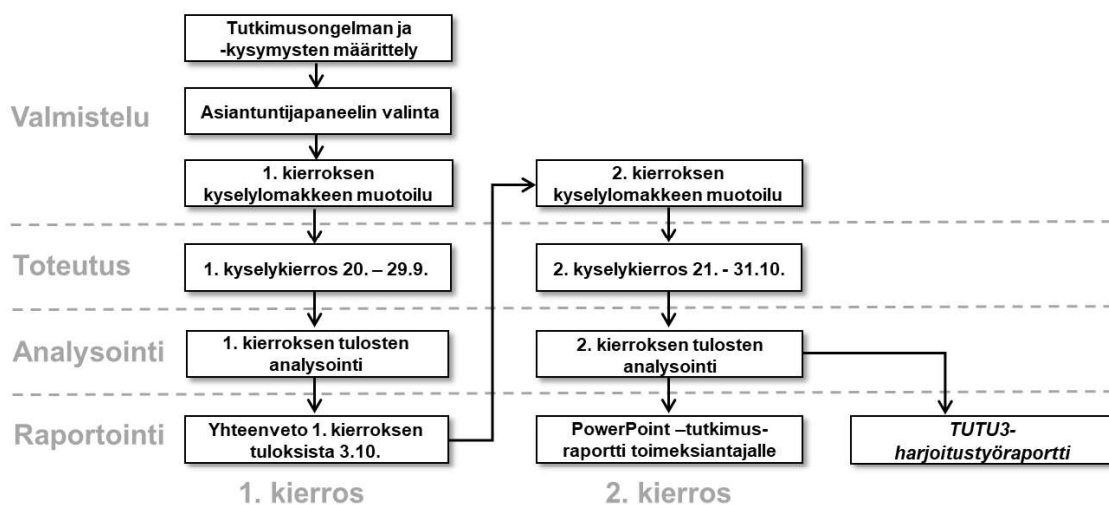 Tutkimusongelman ja
-kysymysten määrittely
Valmistelu
Asiantuntijapaneelin valinta
1. kierroksen
kyselylomakkeen muotoilu
2. kierroksen
kyselylomakkeen muotoilu
Toteutus
1. kyselykierros 20. – 29.9.
2. kyselykierros 21. - 31.10.
Analysointi
1. kierroksen tulosten
analysointi
2. kierroksen tulosten
analysointi
Raportointi
Yhteenveto 1. kierroksen
tuloksista 3.10.
PowerPoint –tutkimus-
raportti toimeksiantajalle
TUTU3-
harjoitustyöraportti
1. kierros
2. kierros